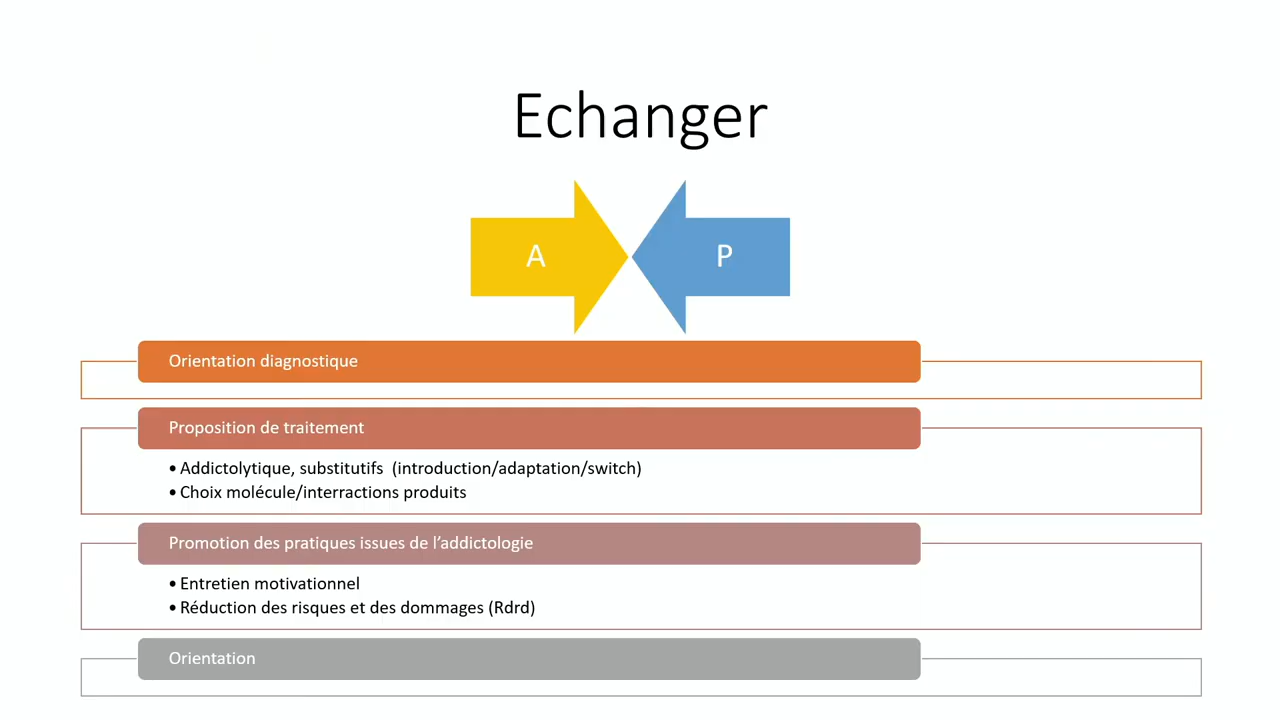 Echanger
A
P
Orientation diagnostique
Proposition de traitement
• Addictolytique, substitutifs  (introduction/adaptation/switch)
• Choix molécule/interractions produits
Promotion des pratiques issues de l’addictologie
• Entretien motivationnel
• Réduction des risques et des dommages (Rdrd)
Orientation